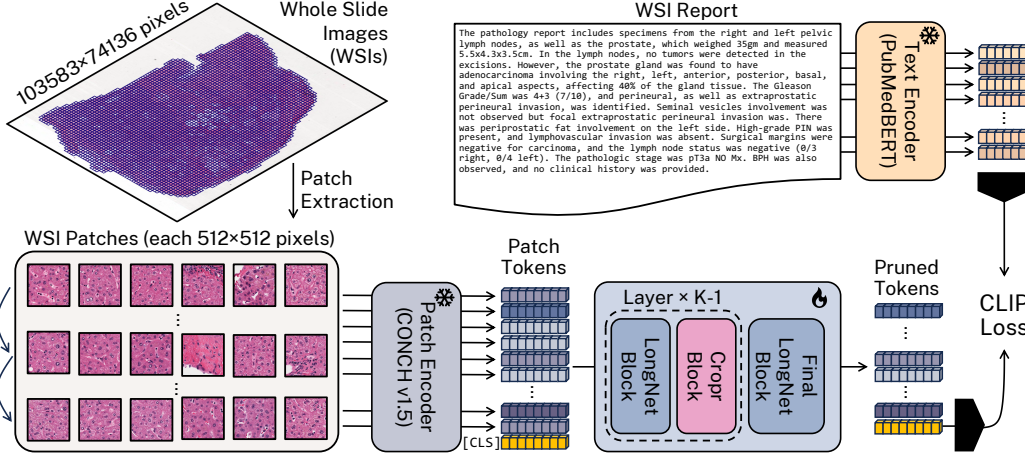 103583×74136 pixels
Whole Slide
Images
(WSIs)
Patch
Extraction
WSI Report
The pathology report includes specimens from the right and left pelvic
lymph nodes, as well as the prostate, which weighed 35gm and measured
5.5x4.3x3.5cm. In the lymph nodes, no tumors were detected in the
excisions. However, the prostate gland was found to have
adenocarcinoma involving the right, left, anterior, posterior, basal,
and apical aspects, affecting 40% of the gland tissue. The Gleason
Grade/Sum was 4+3 (7/10), and perineural, as well as extraprostatic
perineural invasion, was identified. Seminal vesicles involvement was
not observed but focal extraprostatic perineural invasion was. There
was periprostatic fat involvement on the left side. High-grade PIN was
present, and lymphovascular invasion was absent. Surgical margins were
negative for carcinoma, and the lymph node status was negative (0/3
right, 0/4 left). The pathologic stage was pT3a NO Mx. BPH was also
observed, and no clinical history was provided.
Text Encoder
(PubMedBERT)
WSI Patches (each 512×512 pixels)
Patch Encoder
(CONCH v1.5)
Patch
Tokens
[CLS]
Layer × K-1
LongNet
Block
Cropr
Block
Final
LongNet
Block
Pruned
Tokens
CLIP
Loss